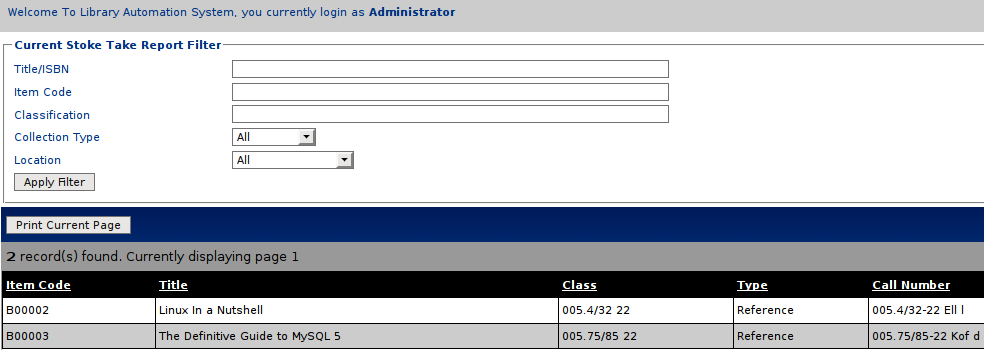 Welcome To Library Automation System, you currently login as Administrator
Current Stoke Take Report Filter
Title/ISBN
Item Code
Classification
Collection Type All
Location All
Apply Filter
Print Current Page
2 record(s) found. Currently displaying page 1
Item Code Title Class Type Call Number
B00002 Linux In a Nutshell 005.4/32 22 Reference 005.4/32-22 Ell l
B00003 The Definitive Guide to MySQL 5 005.75/85 22 Reference 005.75/85-22 Kof d